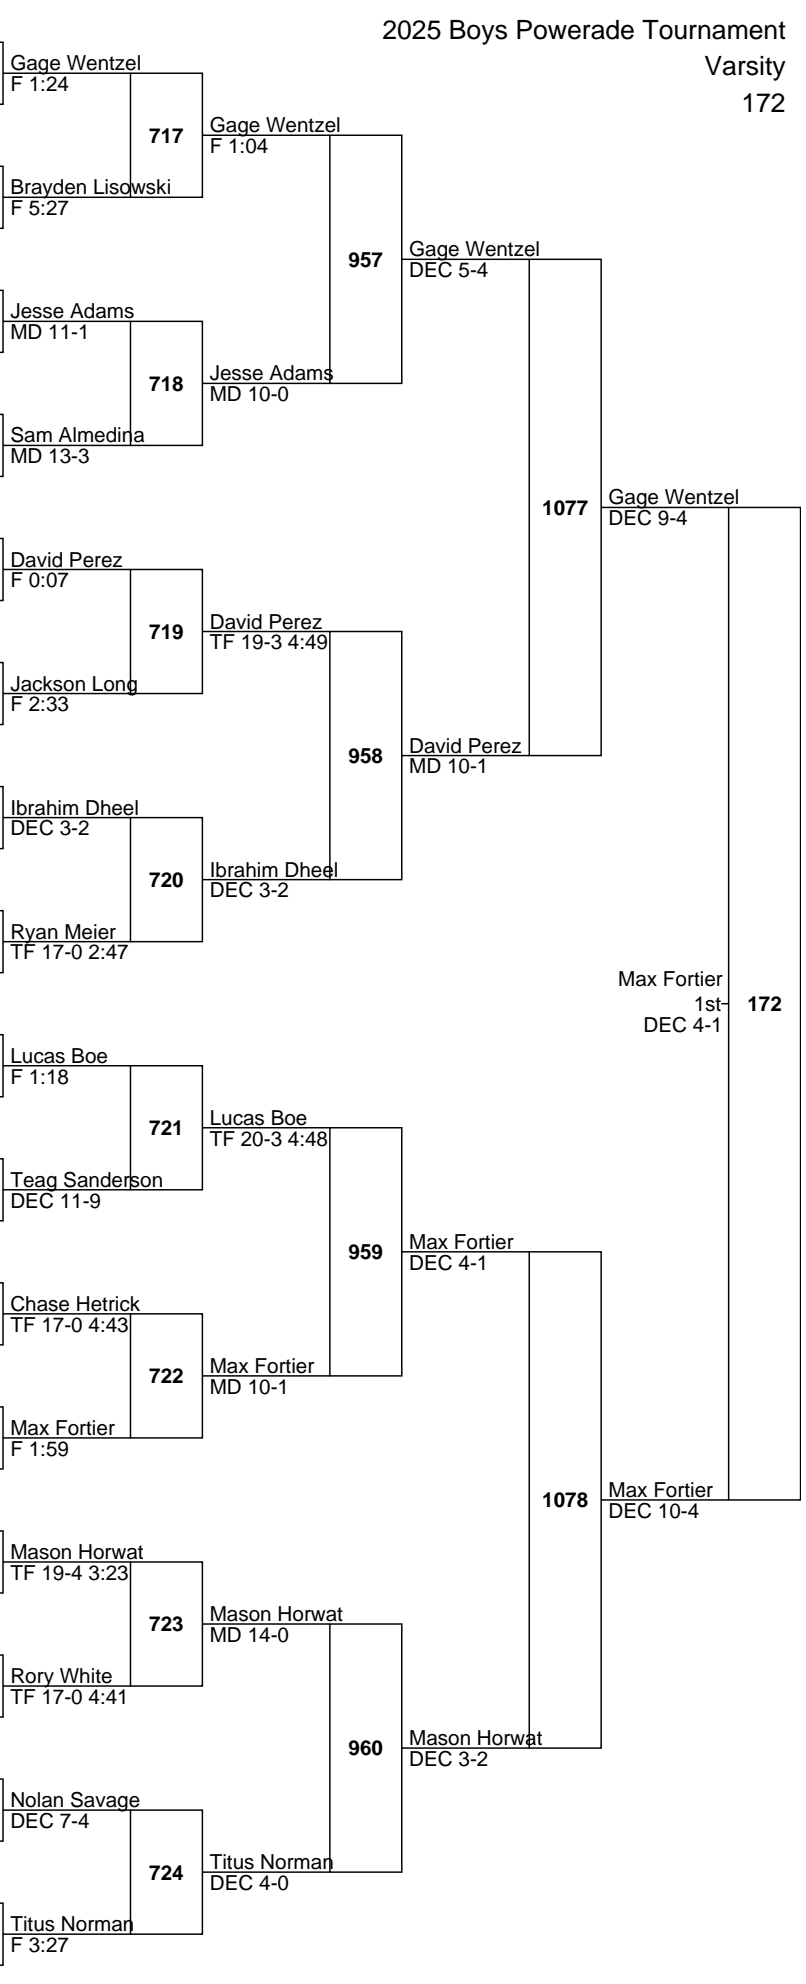 2025 Boys Powerade Tournament
Varsity
172
Gage Wentzel
F 1:24
717
Gage Wentzel
F 1:04
Brayden Lisowski
F 5:27
957
Gage Wentzel
DEC 5-4
Jesse Adams
MD 11-1
718
Jesse Adams
MD 10-0
Sam Almedina
MD 13-3
1077
Gage Wentzel
DEC 9-4
David Perez
F 0:07
719
David Perez
TF 19-3 4:49
Jackson Long
F 2:33
958
David Perez
MD 10-1
Ibrahim Dheel
DEC 3-2
720
Ibrahim Dheel
DEC 3-2
Ryan Meier
TF 17-0 2:47
Max Fortier
1st
DEC 4-1
172
Lucas Boe
F 1:18
721
Lucas Boe
TF 20-3 4:48
Teag Sanderson
DEC 11-9
959
Max Fortier
DEC 4-1
Chase Hetrick
TF 17-0 4:43
722
Max Fortier
MD 10-1
Max Fortier
F 1:59
1078
Max Fortier
DEC 10-4
Mason Horwat
TF 19-4 3:23
723
Mason Horwat
MD 14-0
Rory White
TF 17-0 4:41
960
Mason Horwat
DEC 3-2
Nolan Savage
DEC 7-4
724
Titus Norman
DEC 4-0
Titus Norman
F 3:27